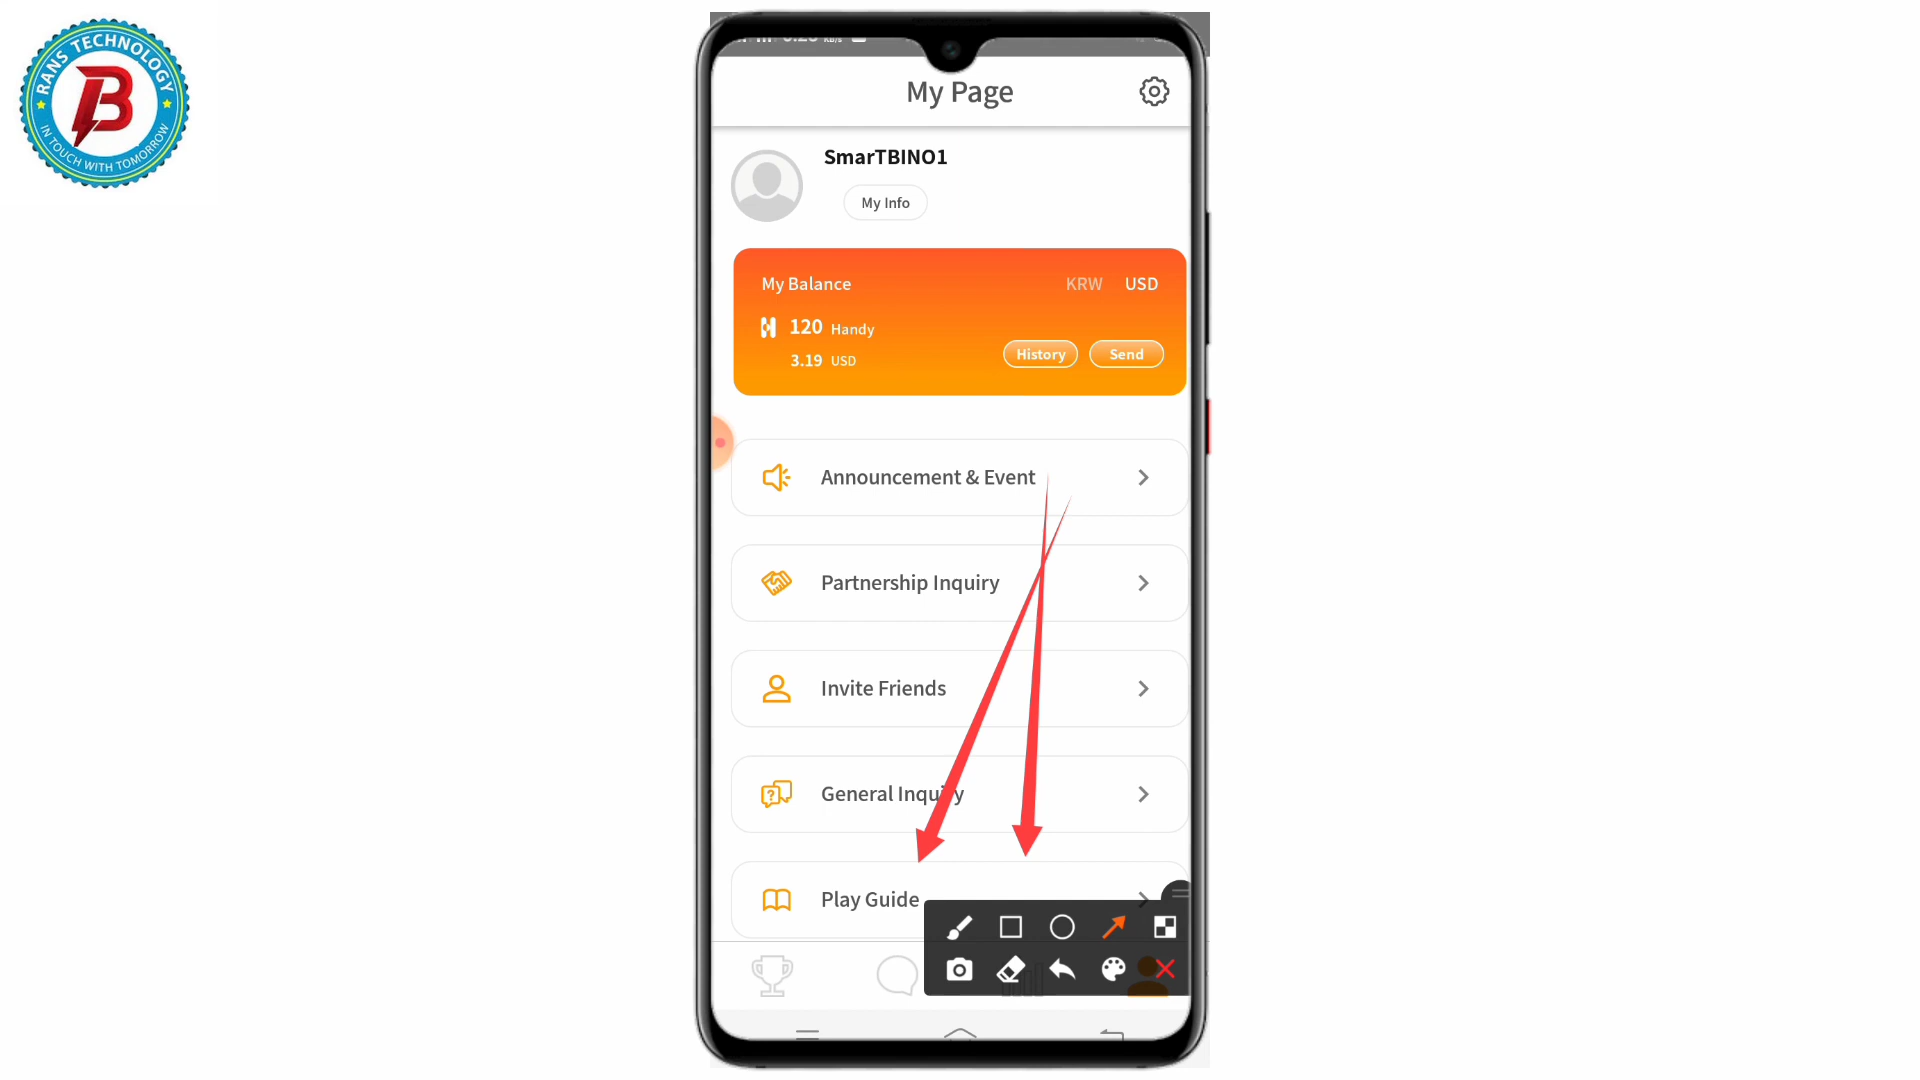 RANS TECHNOLOGY
B
IN TOUCH WITH TOMORROW
My Page
SmarTBINO1
My Info
My Balance
KRW USD
120 Handy
3.19 USD
History Send
Announcement & Event
Partnership Inquiry
Invite Friends
General Inquiry
Play Guide